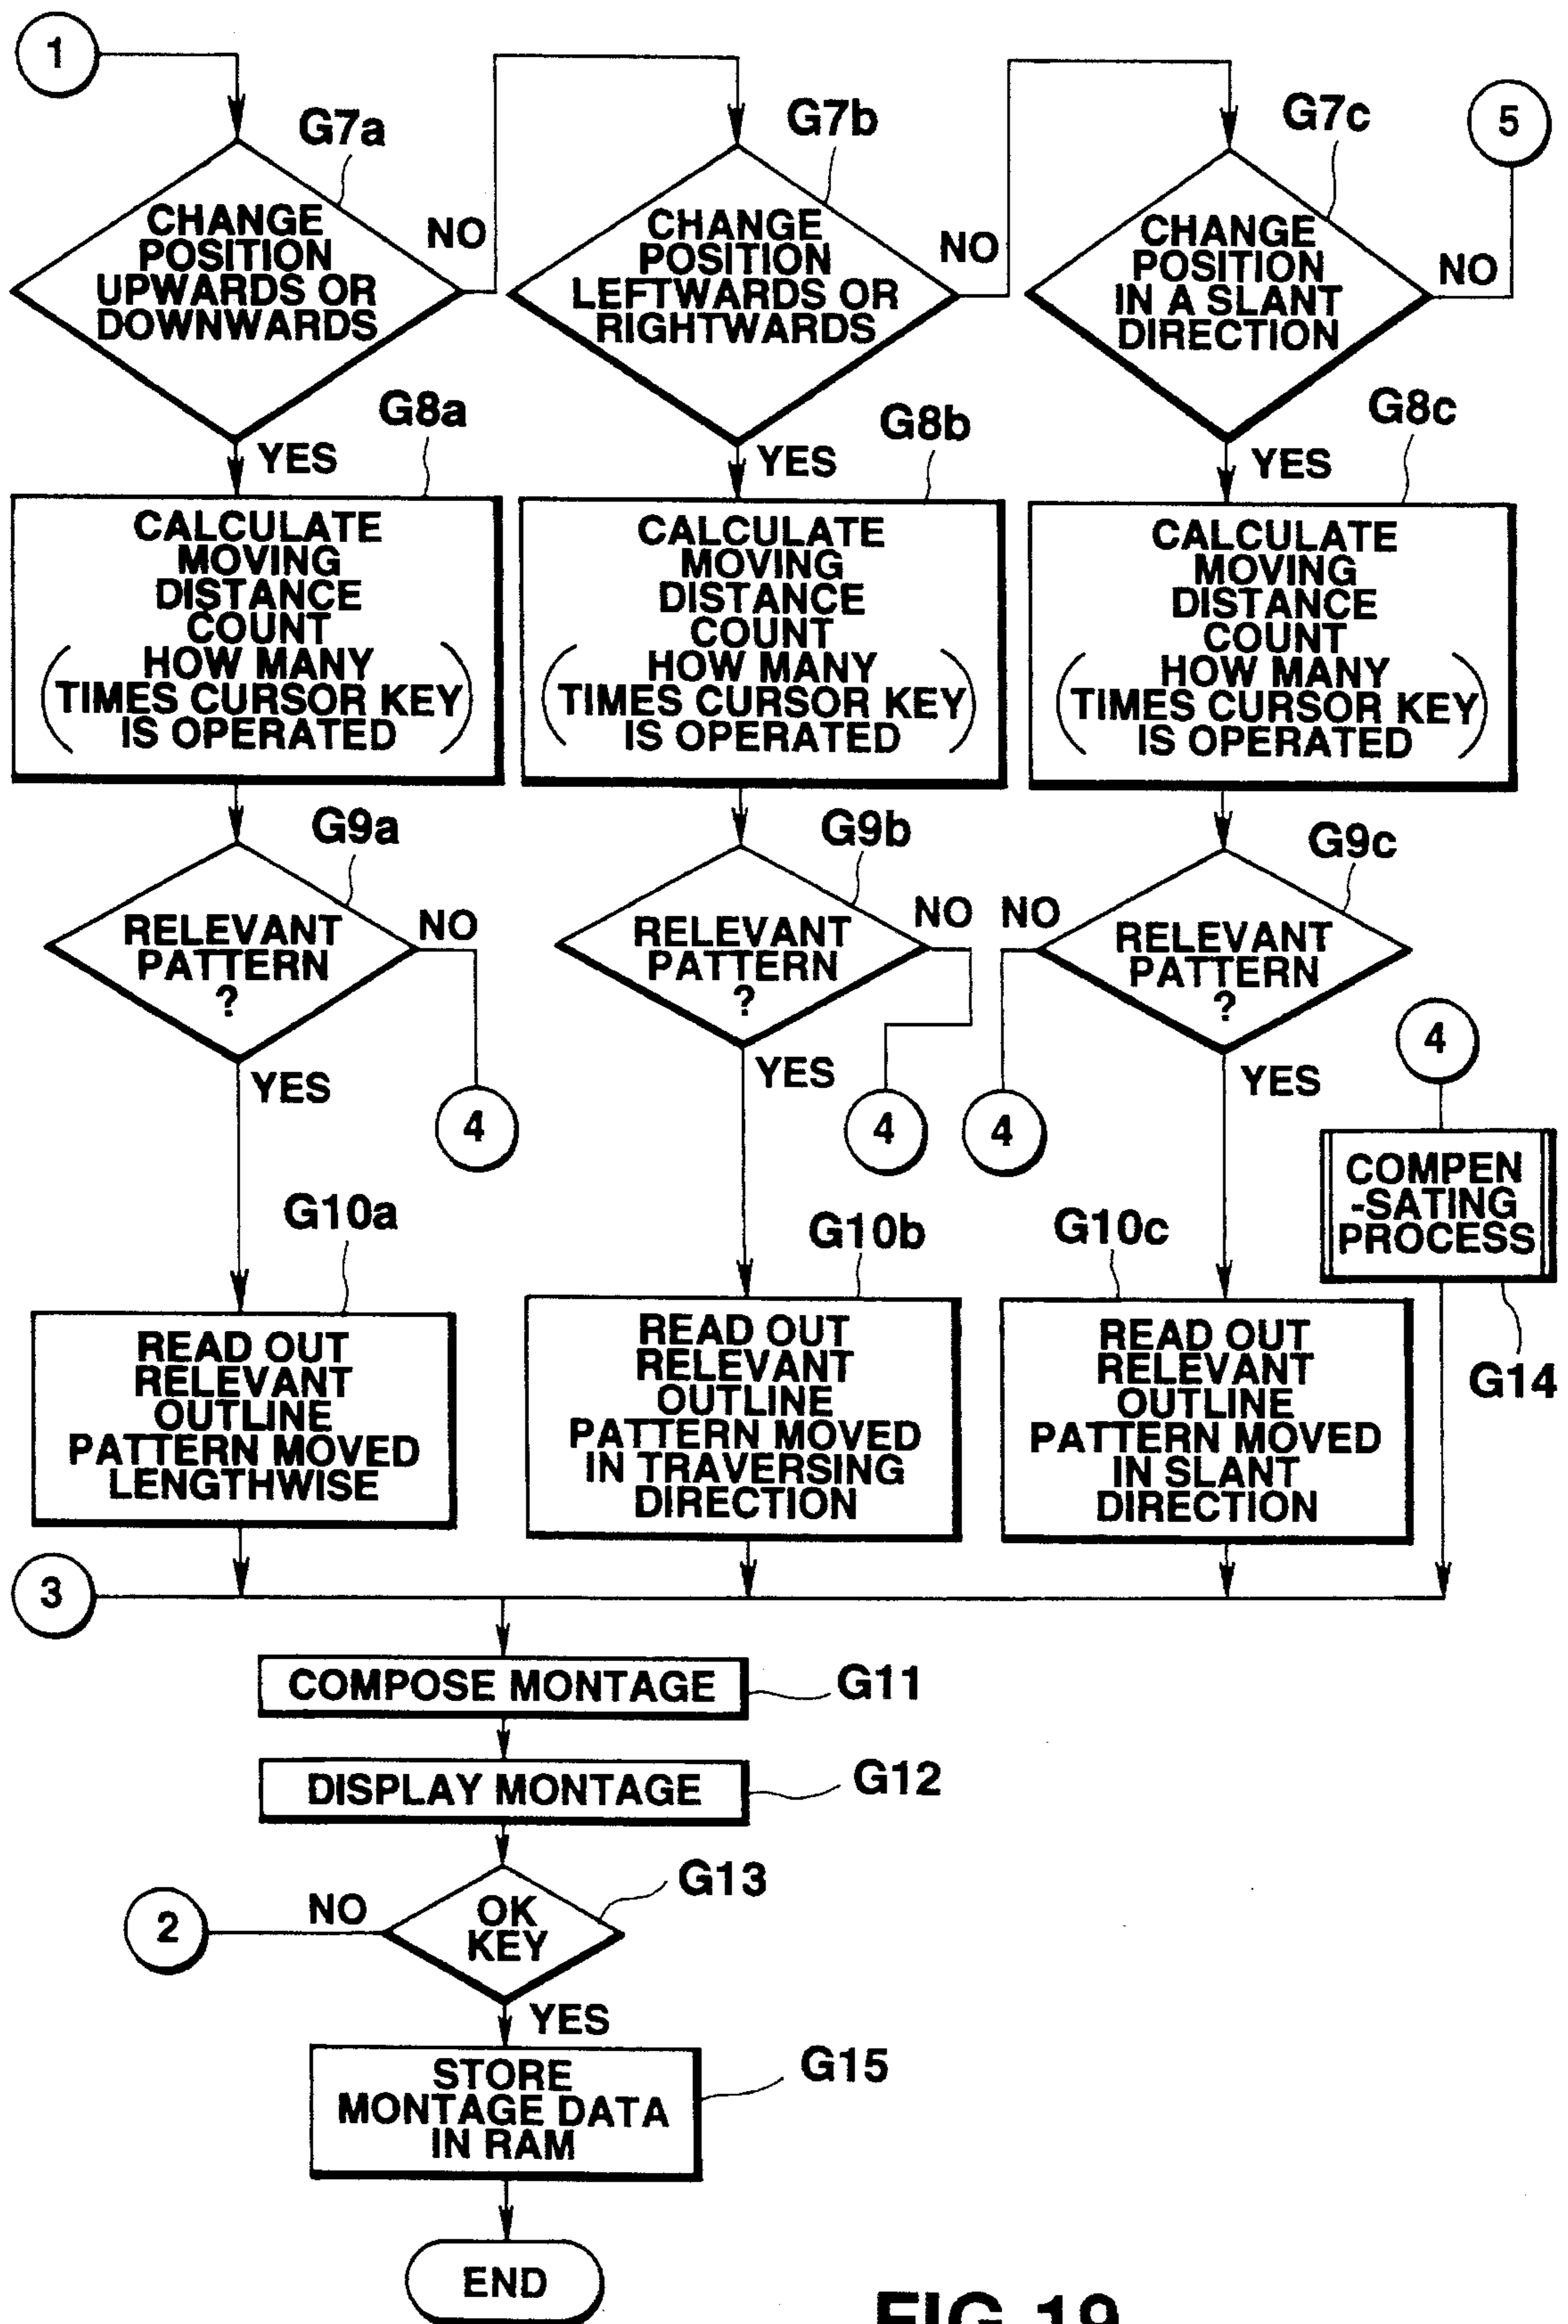 1
G7a
CHANGE
POSITION
UPWARDS OR
DOWNWARDS
NO
G7b
CHANGE
POSITION
LEFTWARDS OR
RIGHTWARDS
NO
G7c
CHANGE
POSITION
IN A SLANT
DIRECTION
NO
5
YES
G8a
CALCULATE
MOVING
DISTANCE
COUNT
HOW MANY
TIMES CURSOR KEY
IS OPERATED
YES
G8b
CALCULATE
MOVING
DISTANCE
COUNT
HOW MANY
TIMES CURSOR KEY
IS OPERATED
YES
G8c
CALCULATE
MOVING
DISTANCE
COUNT
HOW MANY
TIMES CURSOR KEY
IS OPERATED
G9a
RELEVANT
PATTERN
?
NO
4
YES
G9b
RELEVANT
PATTERN
?
NO
4
YES
G9c
NO
RELEVANT
PATTERN
?
4
YES
4
COMPEN
-SATING
PROCESS
G14
G10a
READ OUT
RELEVANT
OUTLINE
PATTERN MOVED
LENGTHWISE
G10b
READ OUT
RELEVANT
OUTLINE
PATTERN MOVED
IN TRAVERSING
DIRECTION
G10c
READ OUT
RELEVANT
OUTLINE
PATTERN MOVED
IN SLANT
DIRECTION
3
COMPOSE MONTAGE
G11
DISPLAY MONTAGE
G12
2
NO
OK
KEY
G13
YES
STORE
MONTAGE DATA
IN RAM
G15
END
FIG.19